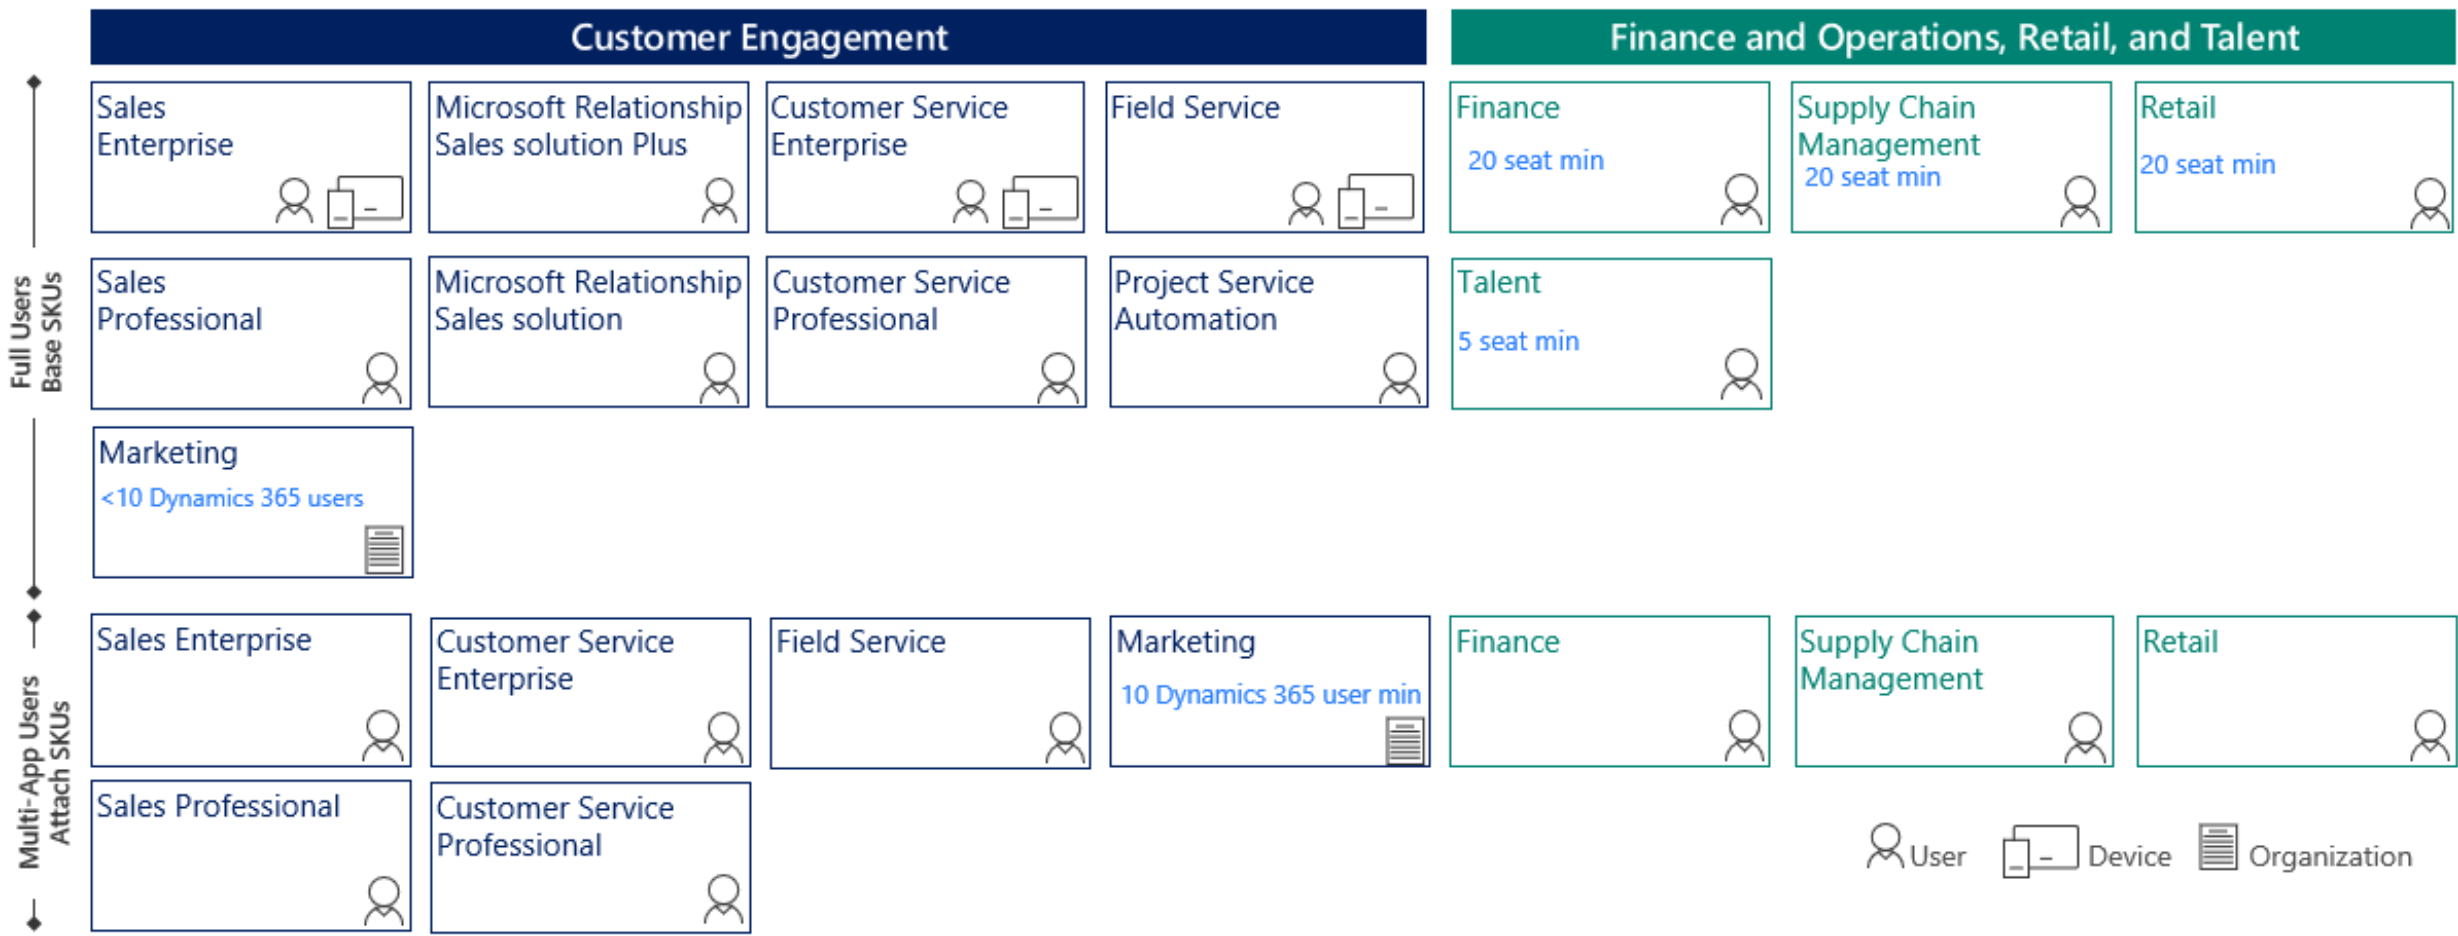 Customer Engagement
Finance and Operations, Retail, and Talent
Full Users
Base SKUs
Sales
Enterprise
Microsoft Relationship
Sales solution Plus
Customer Service
Enterprise
Field Service
Finance
20 seat min
Supply Chain
Management
20 seat min
Retail
20 seat min
Sales
Professional
Microsoft Relationship
Sales solution
Customer Service
Professional
Project Service
Automation
Talent
5 seat min
Marketing
<10 Dynamics 365 users
Multi-App Users
Attach SKUs
Sales Enterprise
Customer Service
Enterprise
Field Service
Marketing
10 Dynamics 365 user min
Finance
Supply Chain
Management
Retail
Sales Professional
Customer Service
Professional
User
Device
Organization